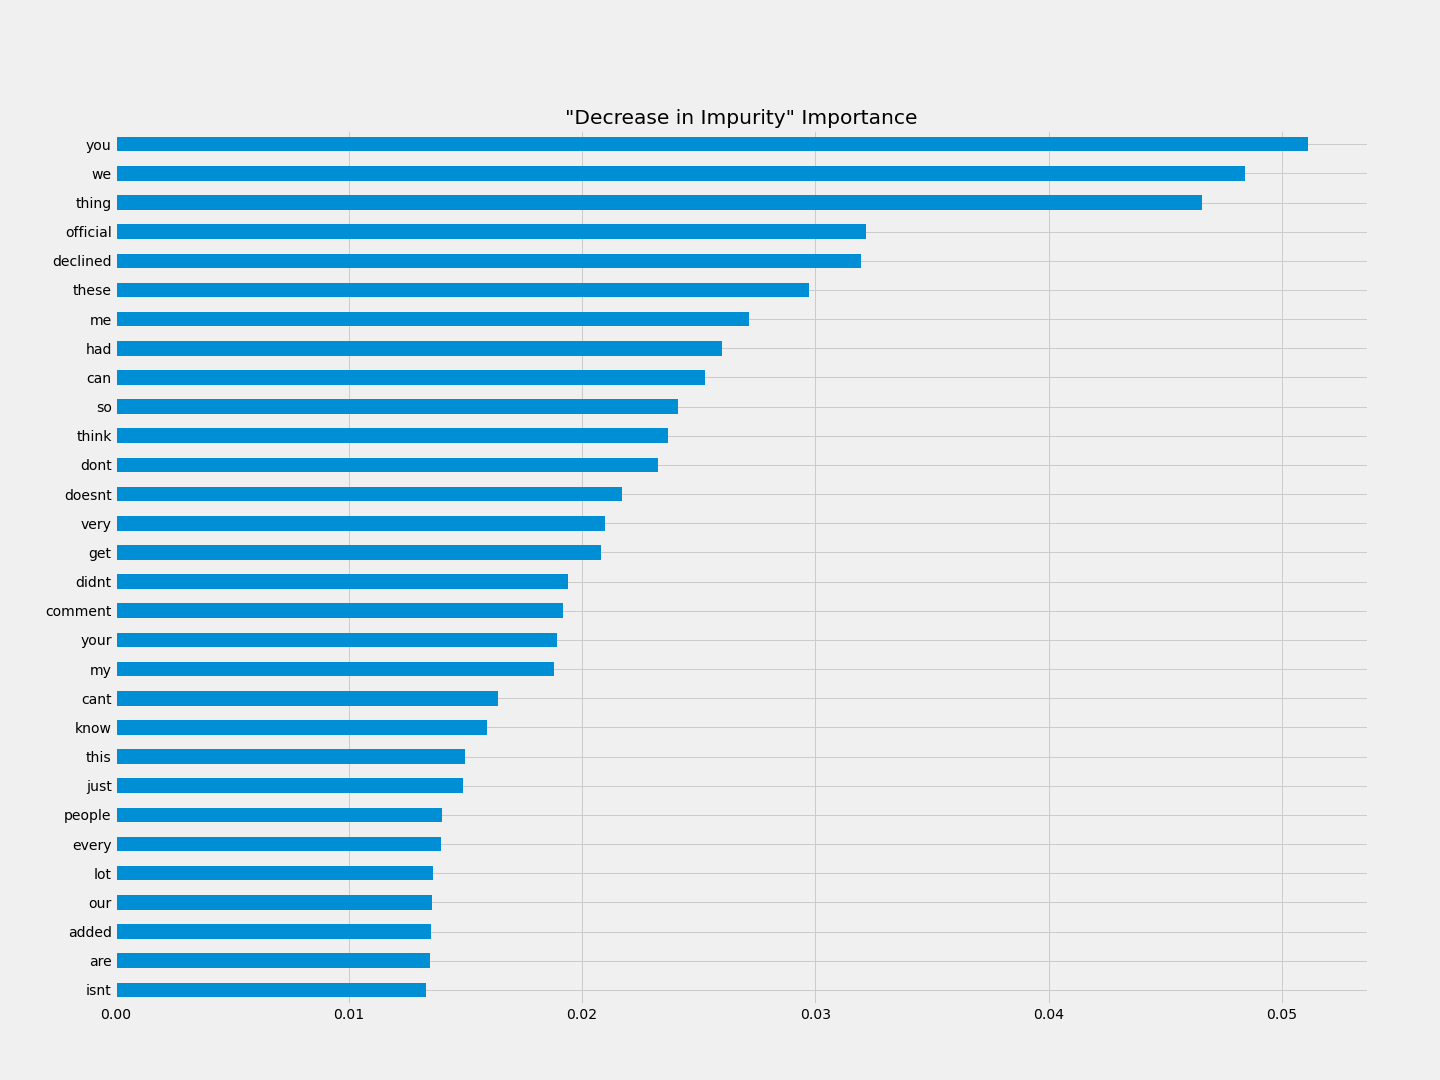 "Decrease in Impurity" Importance
you
we
thing
official
declined
these
me
had
can
so
think
dont
doesnt
very
get
didnt
comment
your
my
cant
know
this
just
people
every
lot
our
added
are
isnt
0.00 0.01 0.02 0.03 0.04 0.05